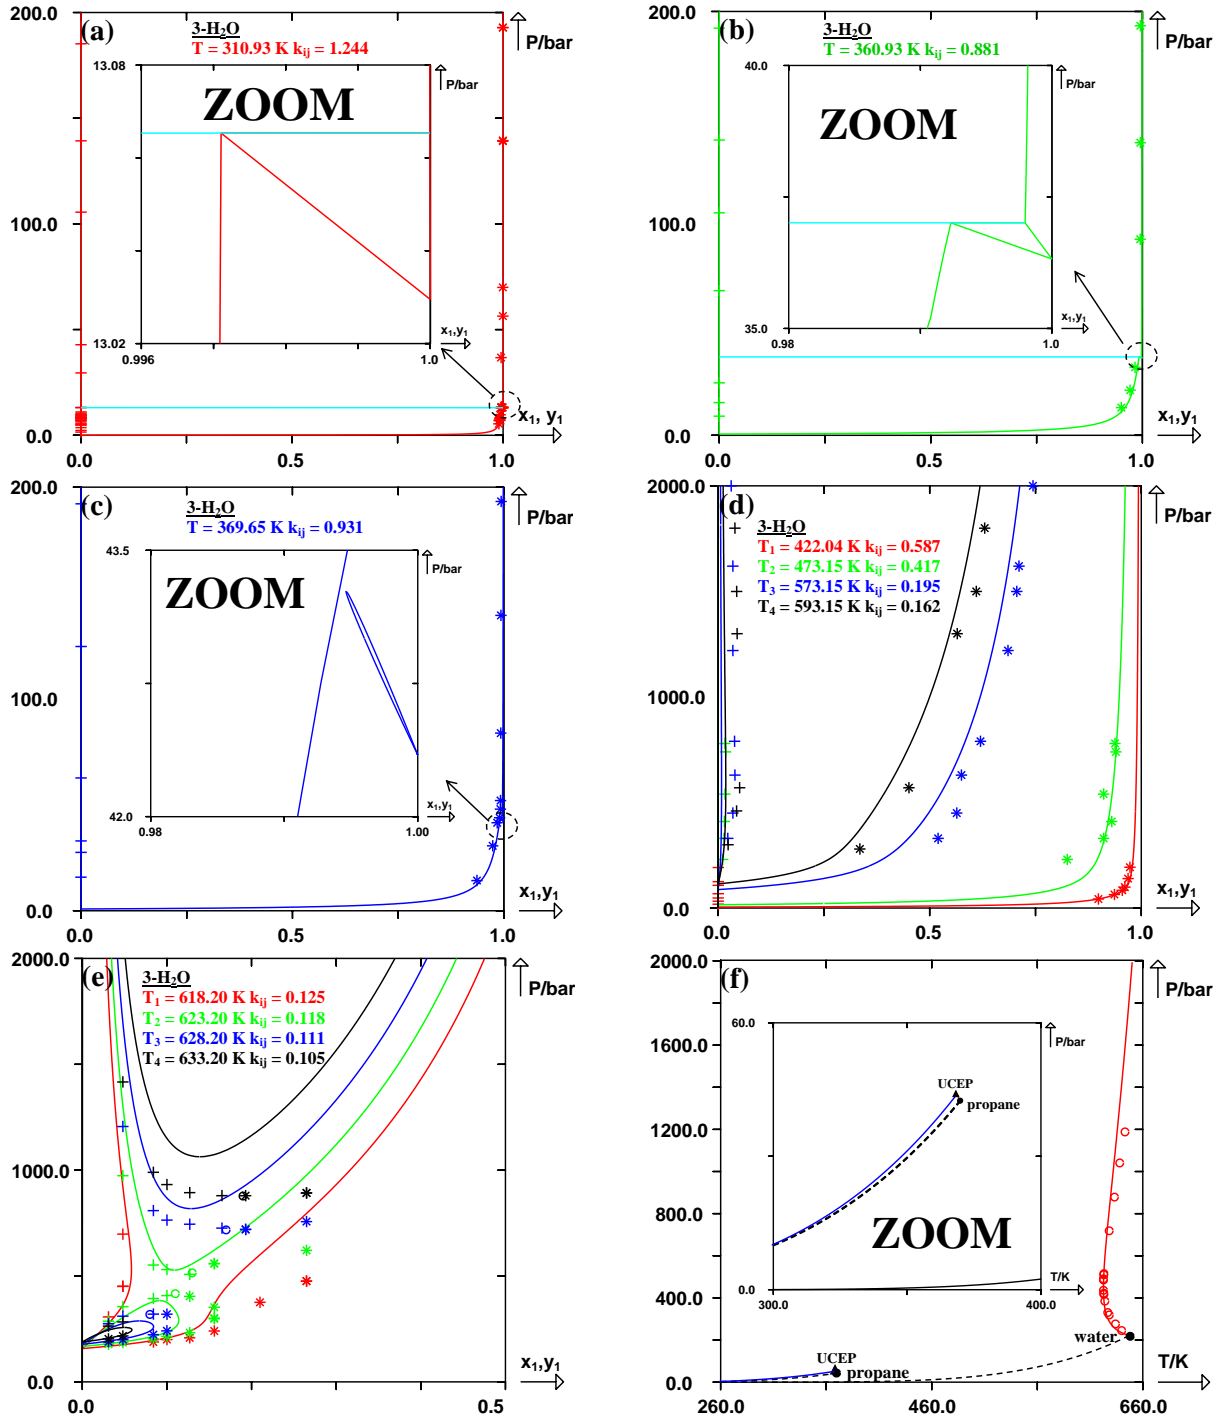 (a)
3-H₂O
T = 310.93 K kᵢⱼ = 1.244
P/bar
200.0
100.0
0.0
0.0
0.5
1.0
x₁, y₁
13.08
ZOOM
P/bar
13.02
0.996
1.0
x₁,y₁
(b)
3-H₂O
T = 360.93 K kᵢⱼ = 0.881
P/bar
200.0
100.0
0.0
0.0
0.5
1.0
x₁,y₁
40.0
ZOOM
P/bar
35.0
0.98
1.0
x₁,y₁
(c)
3-H₂O
T = 369.65 K kᵢⱼ = 0.931
P/bar
200.0
100.0
0.0
0.0
0.5
1.0
x₁,y₁
43.5
ZOOM
P/bar
42.0
0.98
1.00
x₁,y₁
(d)
3-H₂O
T₁ = 422.04 K kᵢⱼ = 0.587
T₂ = 473.15 K kᵢⱼ = 0.417
T₃ = 573.15 K kᵢⱼ = 0.195
T₄ = 593.15 K kᵢⱼ = 0.162
P/bar
2000.0
1000.0
0.0
0.0
0.5
1.0
x₁,y₁
(e)
3-H₂O
T₁ = 618.20 K kᵢⱼ = 0.125
T₂ = 623.20 K kᵢⱼ = 0.118
T₃ = 628.20 K kᵢⱼ = 0.111
T₄ = 633.20 K kᵢⱼ = 0.105
P/bar
2000.0
1000.0
0.0
0.0
0.5
x₁,y₁
(f)
P/bar
2000.0
1600.0
1200.0
800.0
400.0
0.0
260.0
460.0
660.0
T/K
60.0
P/bar
UCEP
propane
ZOOM
T/K
0.0
300.0
400.0
water
UCEP
propane